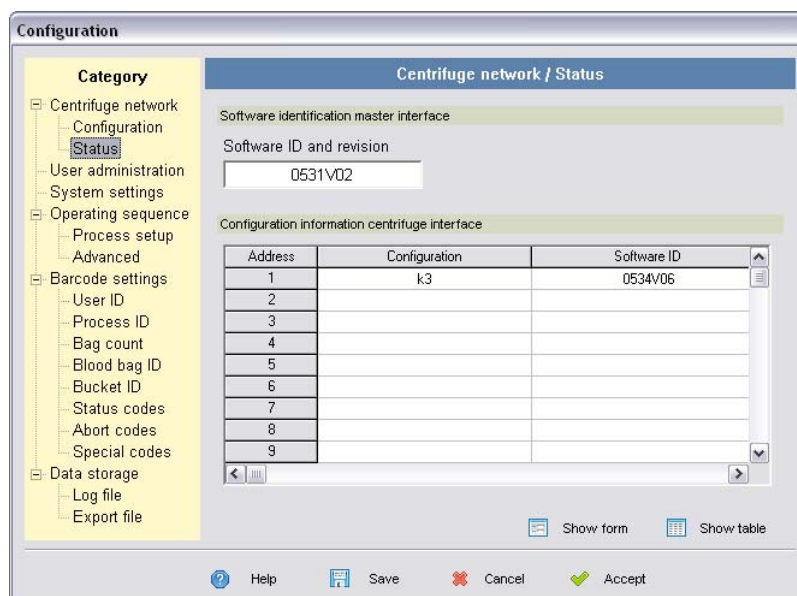 Configuration
Category
Centrifuge network
Configuration
Status
User administration
System settings
Operating sequence
Process setup
Advanced
Barcode settings
User ID
Process ID
Bag count
Blood bag ID
Bucket ID
Status codes
Abort codes
Special codes
Data storage
Log file
Export file
Centrifuge network / Status
Software identification master interface
Software ID and revision
0531V02
Configuration information centrifuge interface
Address Configuration Software ID
1 k3 0534V06
2
3
4
5
6
7
8
9
Show form Show table
Help Save Cancel Accept